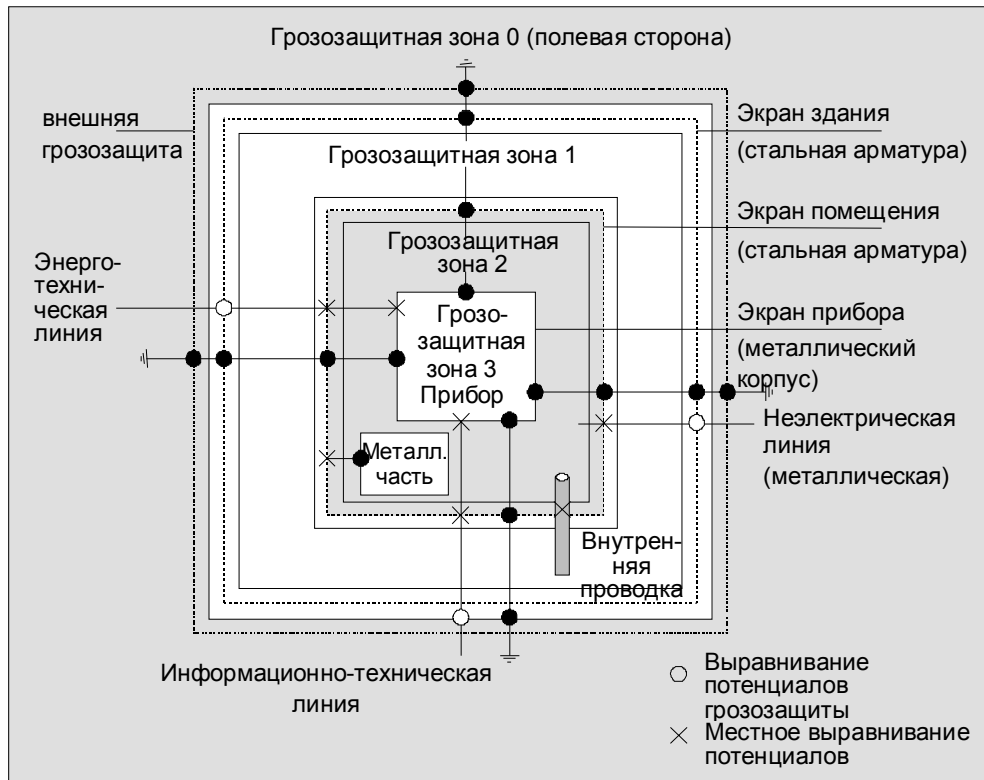 Грозозащитная зона 0 (полевая сторона)
внешняя
грозозащита
Экран здания
(стальная арматура)
Грозозащитная зона 1
Экран помещения
(стальная арматура)
Грозозащитная
зона 2
Энерго-
техни-
ческая
линия
Грозо-
защитная
зона 3
Прибор
Экран прибора
(металлический
корпус)
Неэлектрическая
линия
(металлическая)
Металл.
часть
Внутрен-
няя
проводка
Информационно-техническая
линия
Выравнивание
потенциалов
грозозащиты
Местное выравнивание
потенциалов